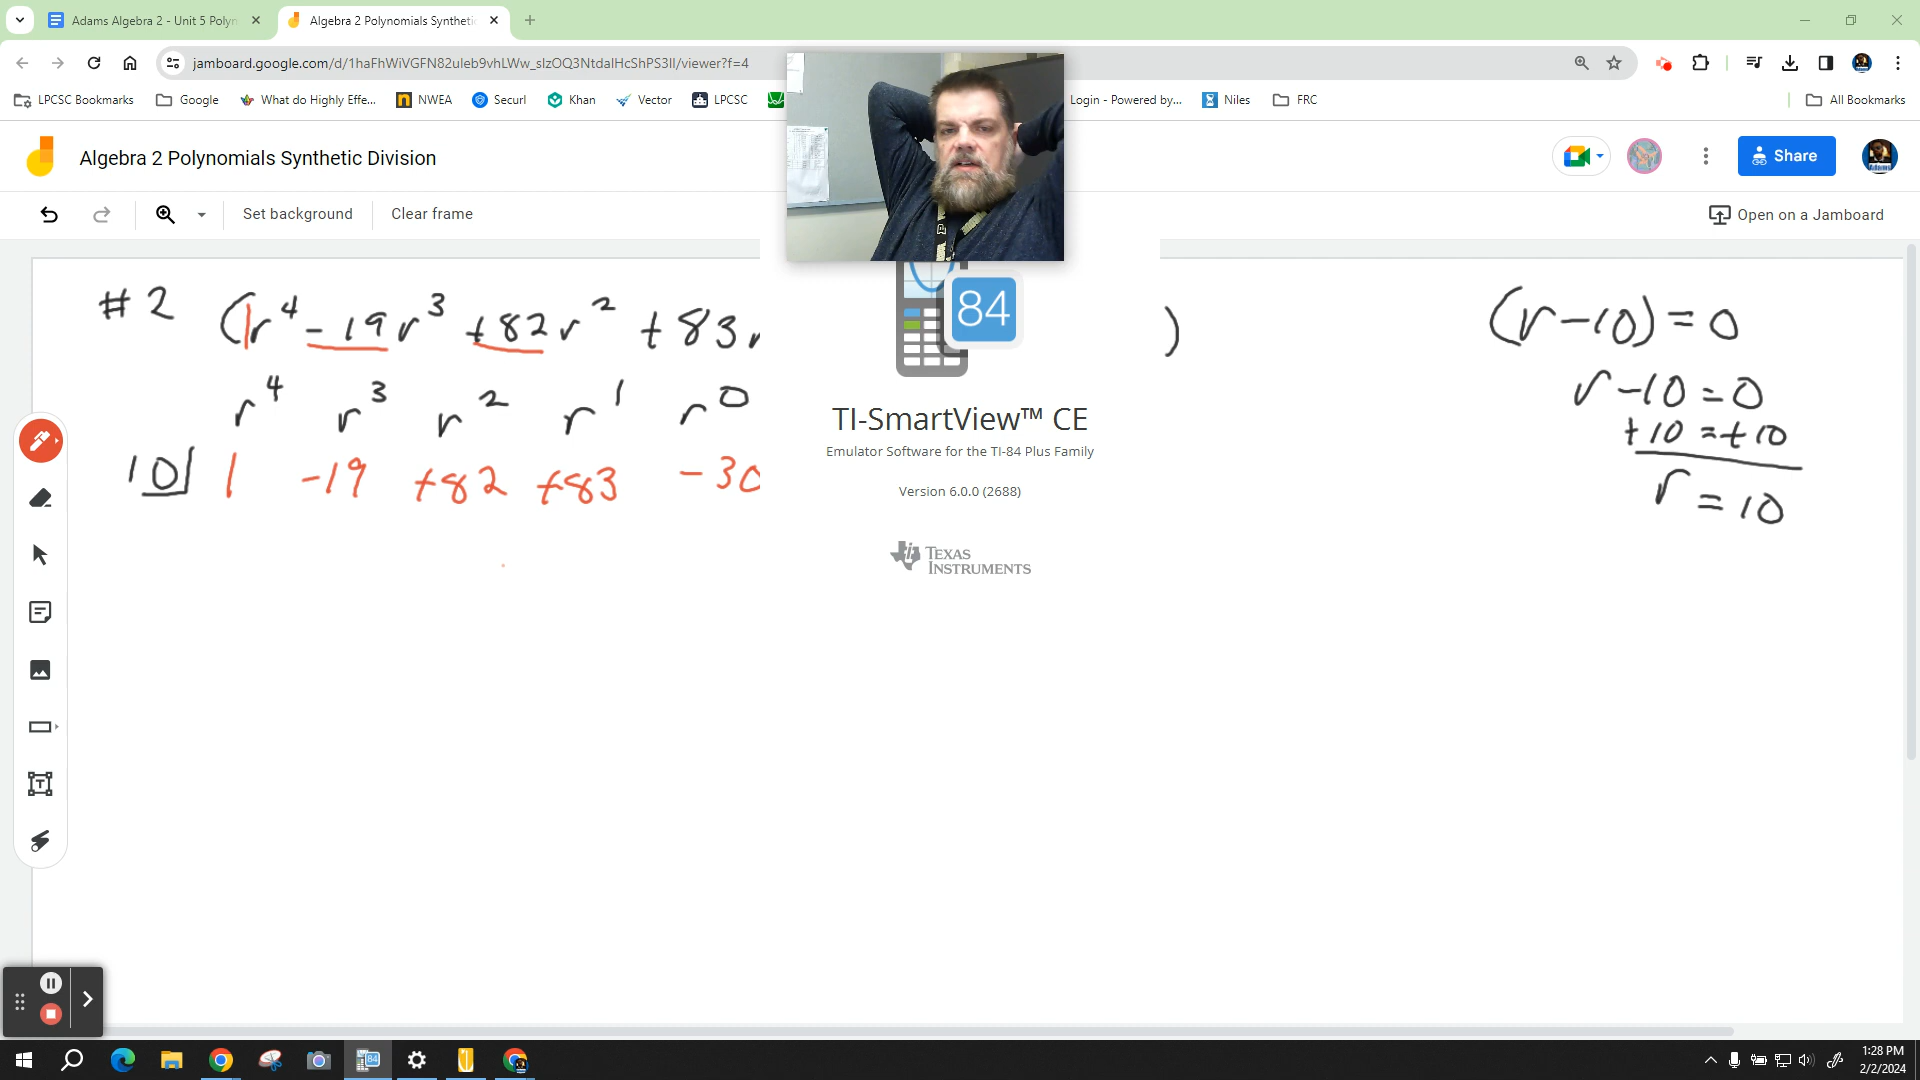 Adams Algebra 2 - Unit 5 Polyn
Algebra 2 Polynomials Syntheti
jamboard.google.com/d/1haFhWiVGFN82uleb9vhLWw_slzOQ3NtdalHcShPS3lI/viewer?f=4
LPCSC Bookmarks Google What do Highly Effe... NWEA Securl Khan Vector LPCSC Login - Powered by... Niles FRC All Bookmarks
Algebra 2 Polynomials Synthetic Division
Share
Set background Clear frame
Open on a Jamboard
#2 (1r⁴ -19r³ +82r² +83r )
r⁴ r³ r² r¹ r⁰
10 1 -19 +82 +83 -30
84
TI-SmartView™ CE
Emulator Software for the TI-84 Plus Family
Version 6.0.0 (2688)
TEXAS
INSTRUMENTS
(r-10)=0
r-10=0
+10=+10
r=10
84
1:28 PM
2/2/2024